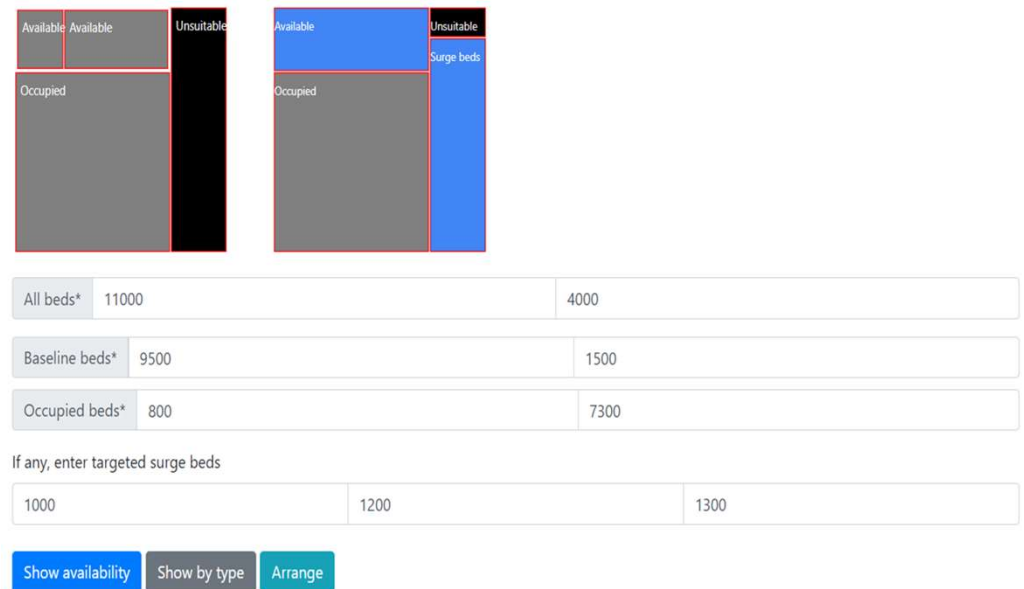 Available Available Unsuitable
Occupied
Available Unsuitable
Surge beds
Occupied
All beds* 11000 4000
Baseline beds* 9500 1500
Occupied beds* 800 7300
If any, enter targeted surge beds
1000 1200 1300
Show availability Show by type Arrange